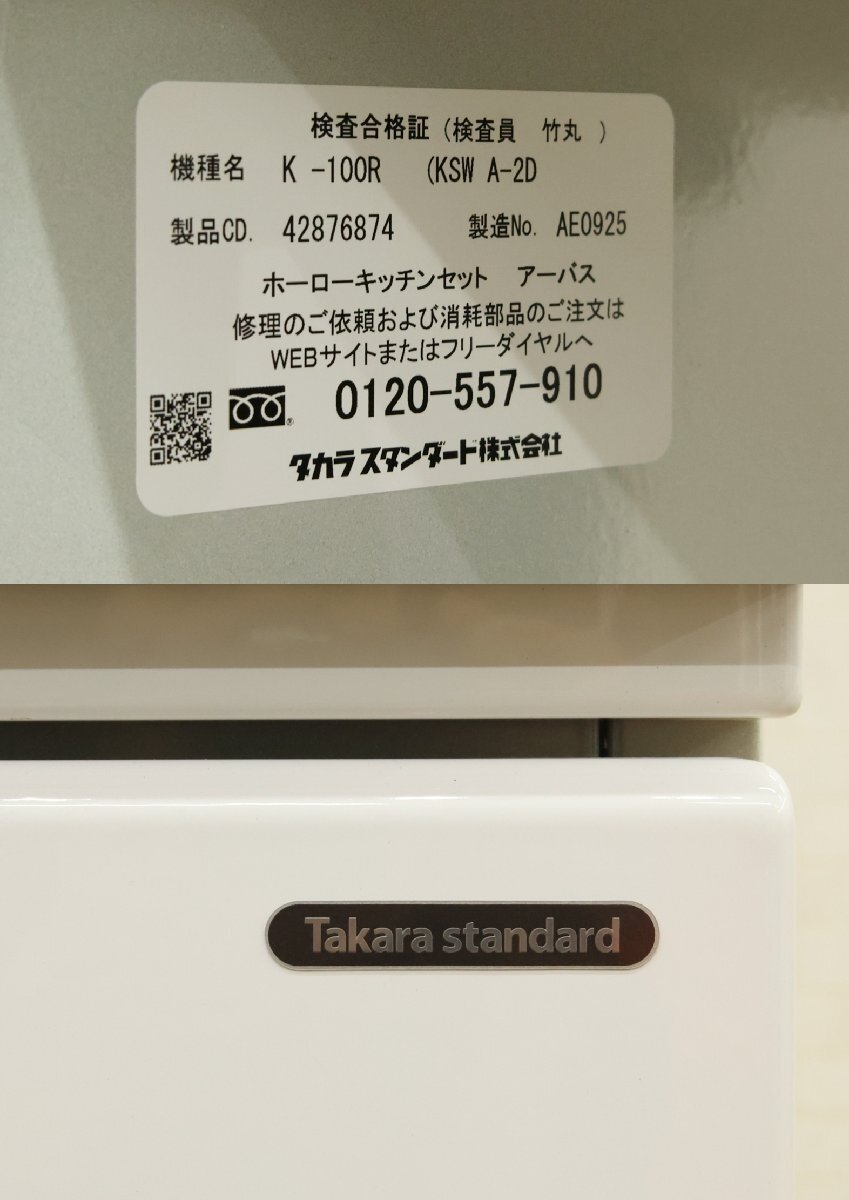 検査合格証（検査員　竹丸　）
機種名　K -100R　(KSW A-2D
製品CD.　42876874　製造No.　AE0925
ホーローキッチンセット　アーバス
修理のご依頼および消耗部品のご注文は
WEBサイトまたはフリーダイヤルへ
® 0120-557-910
タカラスタンダード株式会社
Takara standard